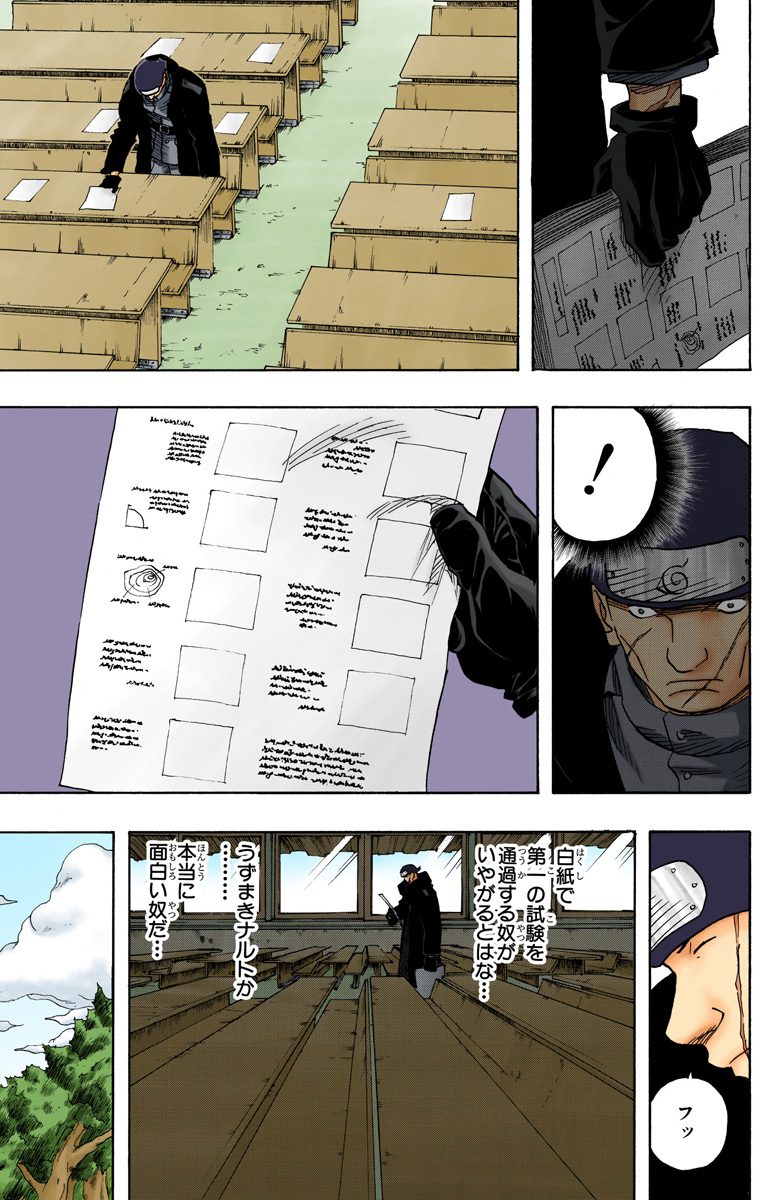 ！
フッ
白紙で
第一の試験を
通過する奴が
いやがるとはな…
うずまきナルトか
………
本当に
面白い奴だ…